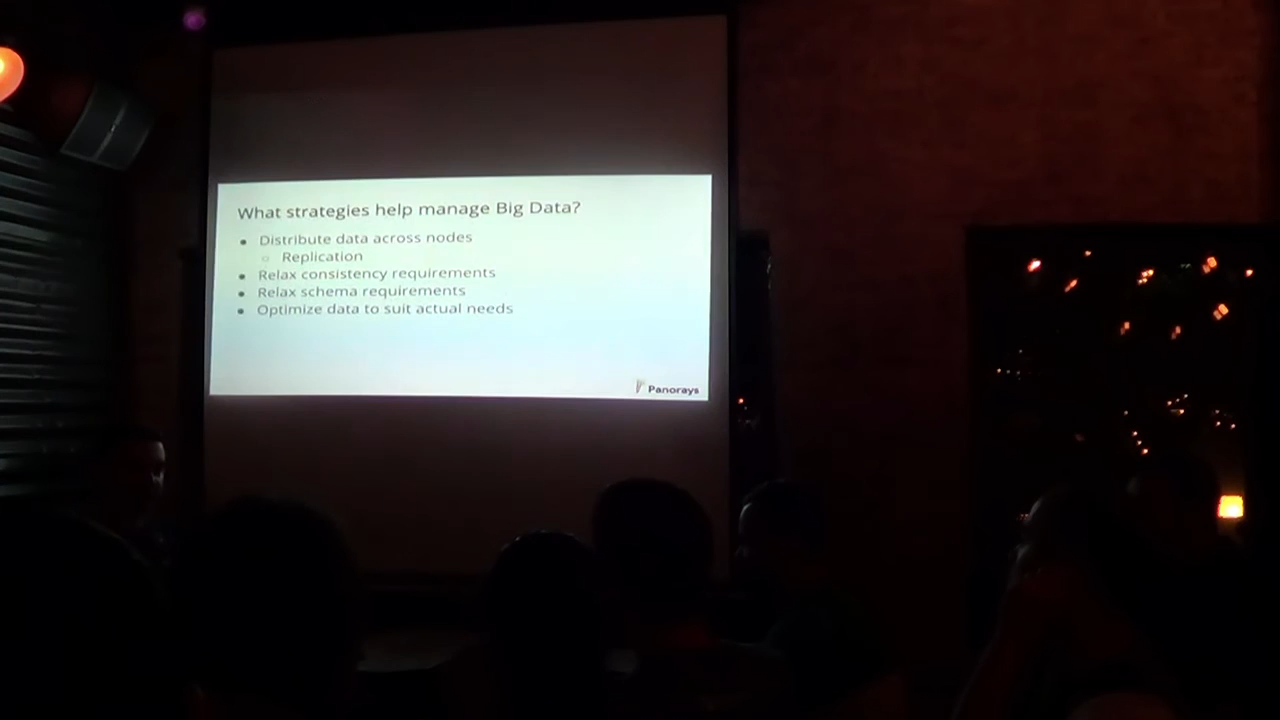 What strategies help manage Big Data?
● Distribute data across nodes
○ Replication
● Relax consistency requirements
● Relax schema requirements
● Optimize data to suit actual needs
Panorays